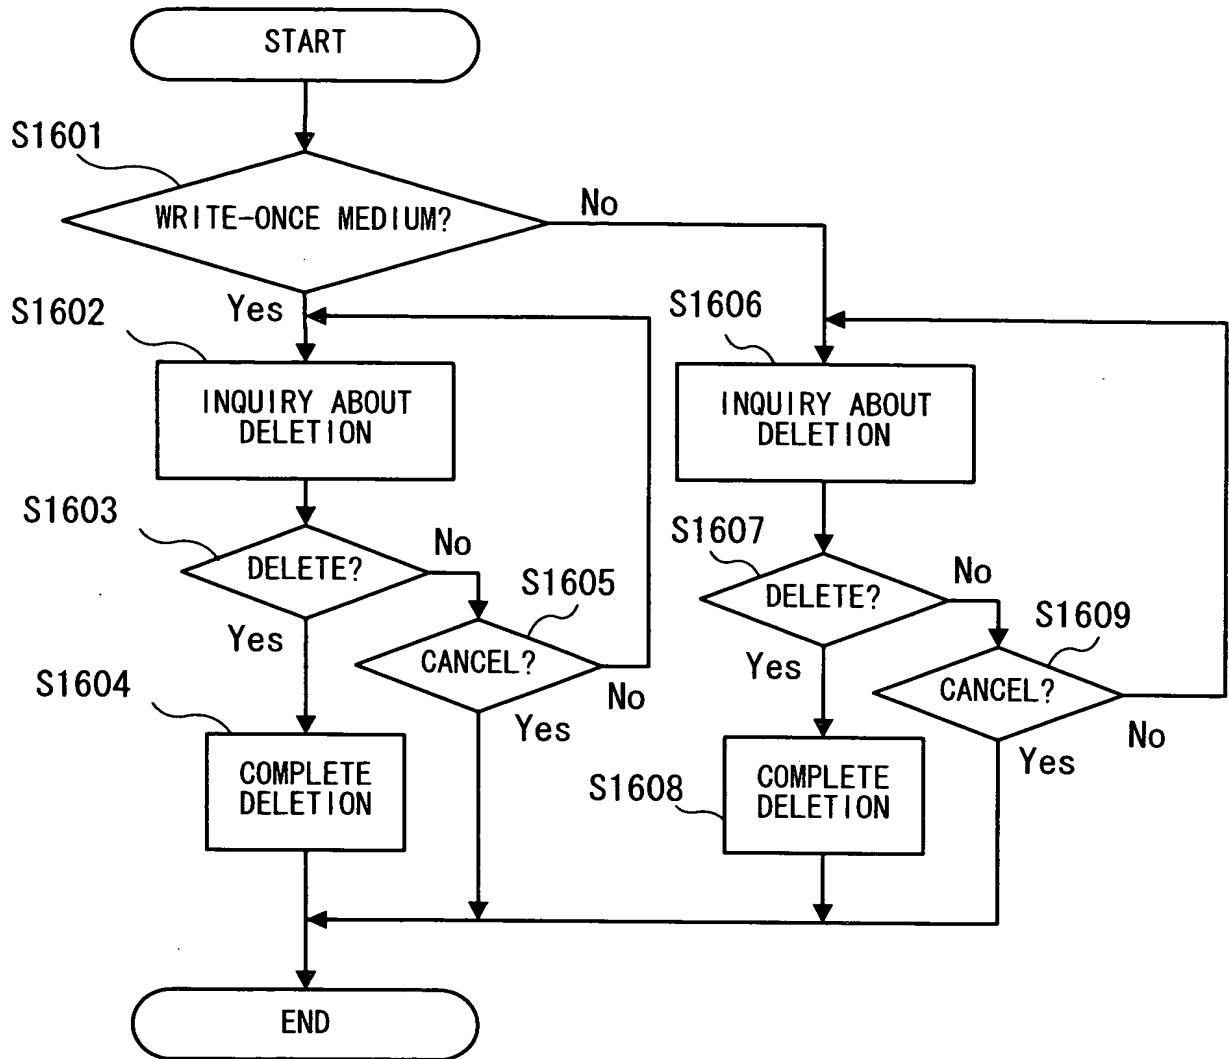 START
S1601
WRITE-ONCE MEDIUM?
No
Yes
S1602
INQUIRY ABOUT
DELETION
S1603
DELETE?
No
Yes
S1605
CANCEL?
No
Yes
S1604
COMPLETE
DELETION
S1606
INQUIRY ABOUT
DELETION
S1607
DELETE?
No
Yes
S1609
CANCEL?
No
Yes
S1608
COMPLETE
DELETION
END